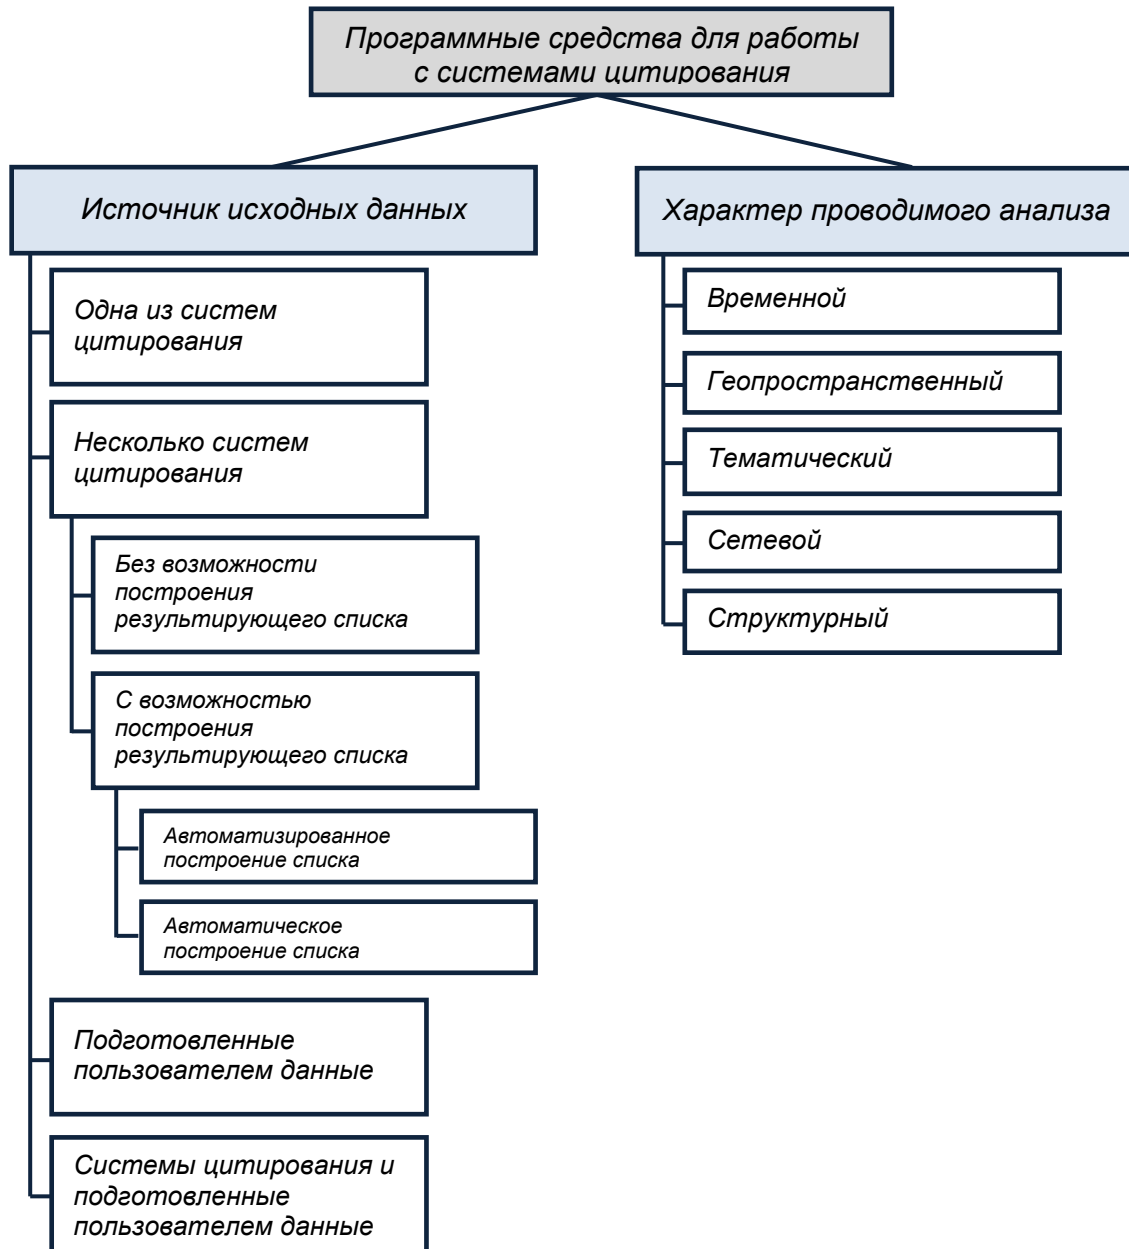 Программные средства для работы
с системами цитирования
Источник исходных данных
Одна из систем
цитирования
Несколько систем
цитирования
Без возможности
построения
результирующего списка
С возможностью
построения
результирующего списка
Автоматизированное
построение списка
Автоматическое
построение списка
Подготовленные
пользователем данные
Системы цитирования и
подготовленные
пользователем данные
Характер проводимого анализа
Временной
Геопространственный
Тематический
Сетевой
Структурный